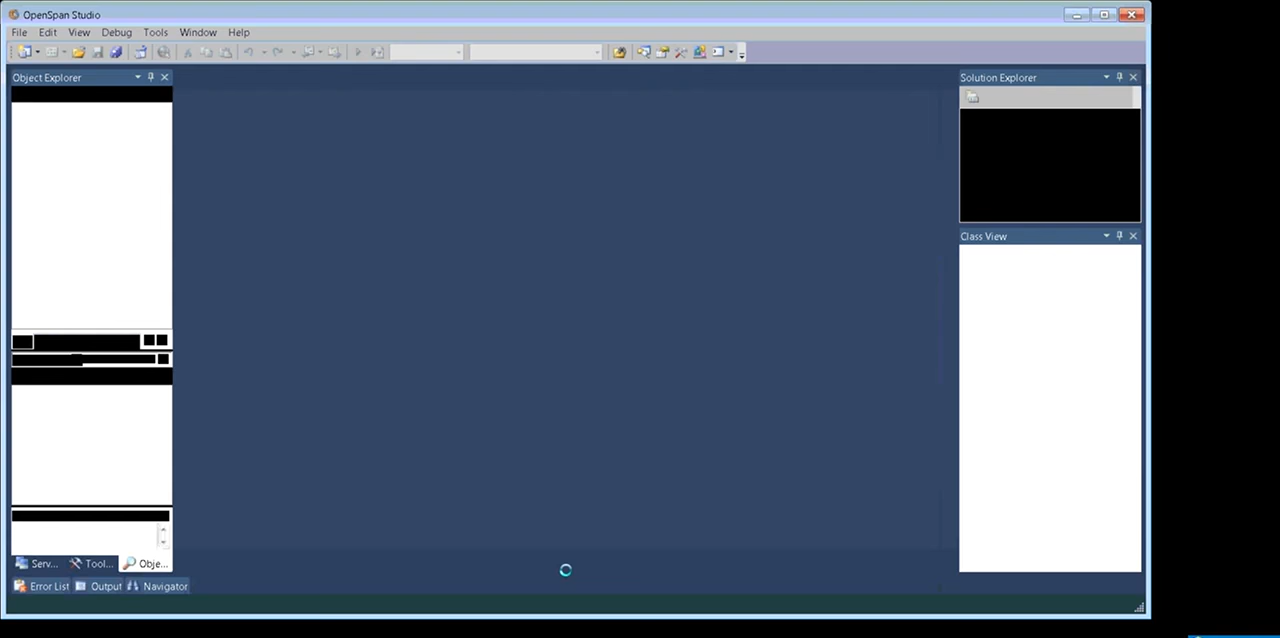 OpenSpan Studio
File Edit View Debug Tools Window Help
Object Explorer
Solution Explorer
Class View
Serv... Tool... Obje...
Error List Output Navigator